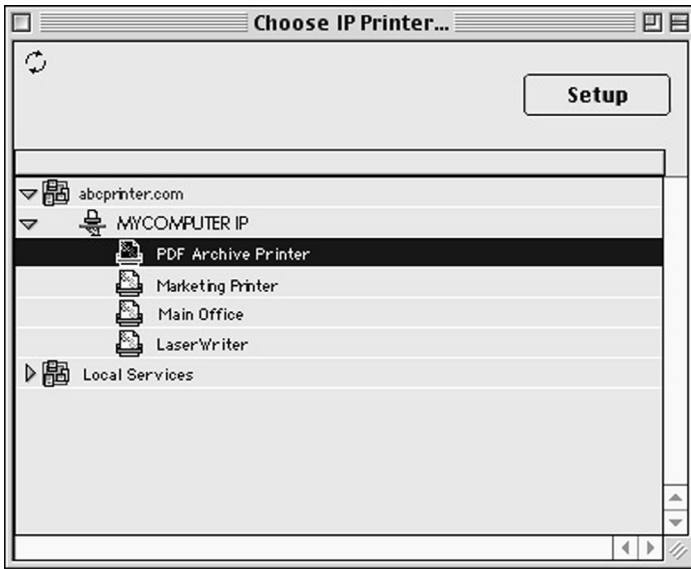 Choose IP Printer...
Setup
abcprinter.com
MYCOMPUTER IP
PDF Archive Printer
Marketing Printer
Main Office
LaserWriter
Local Services